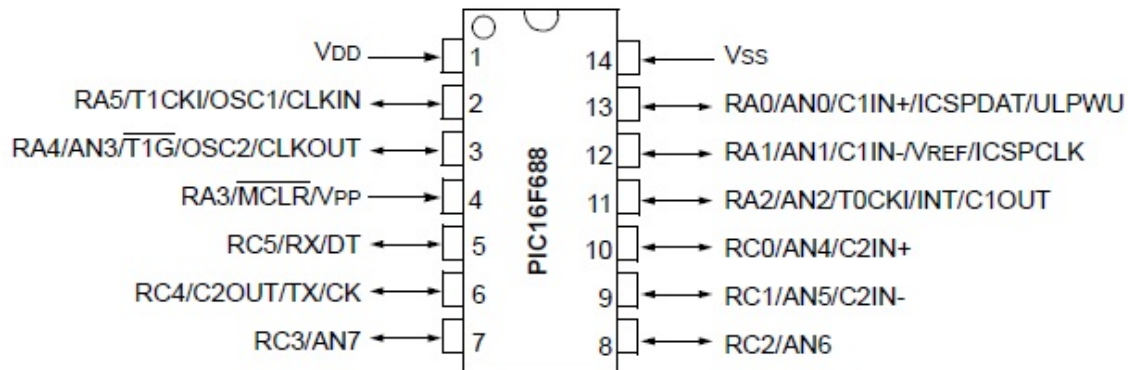 VDD 1 14 VSS
RA5/T1CKI/OSC1/CLKIN 2 13 RA0/AN0/C1IN+/ICSPDAT/ULPWU
RA4/AN3/T1G/OSC2/CLKOUT 3 12 RA1/AN1/C1IN-/VREF/ICSPCLK
RA3/MCLR/VPP 4 11 RA2/AN2/T0CKI/INT/C1OUT
RC5/RX/DT 5 10 RC0/AN4/C2IN+
RC4/C2OUT/TX/CK 6 9 RC1/AN5/C2IN-
RC3/AN7 7 8 RC2/AN6
PIC16F688